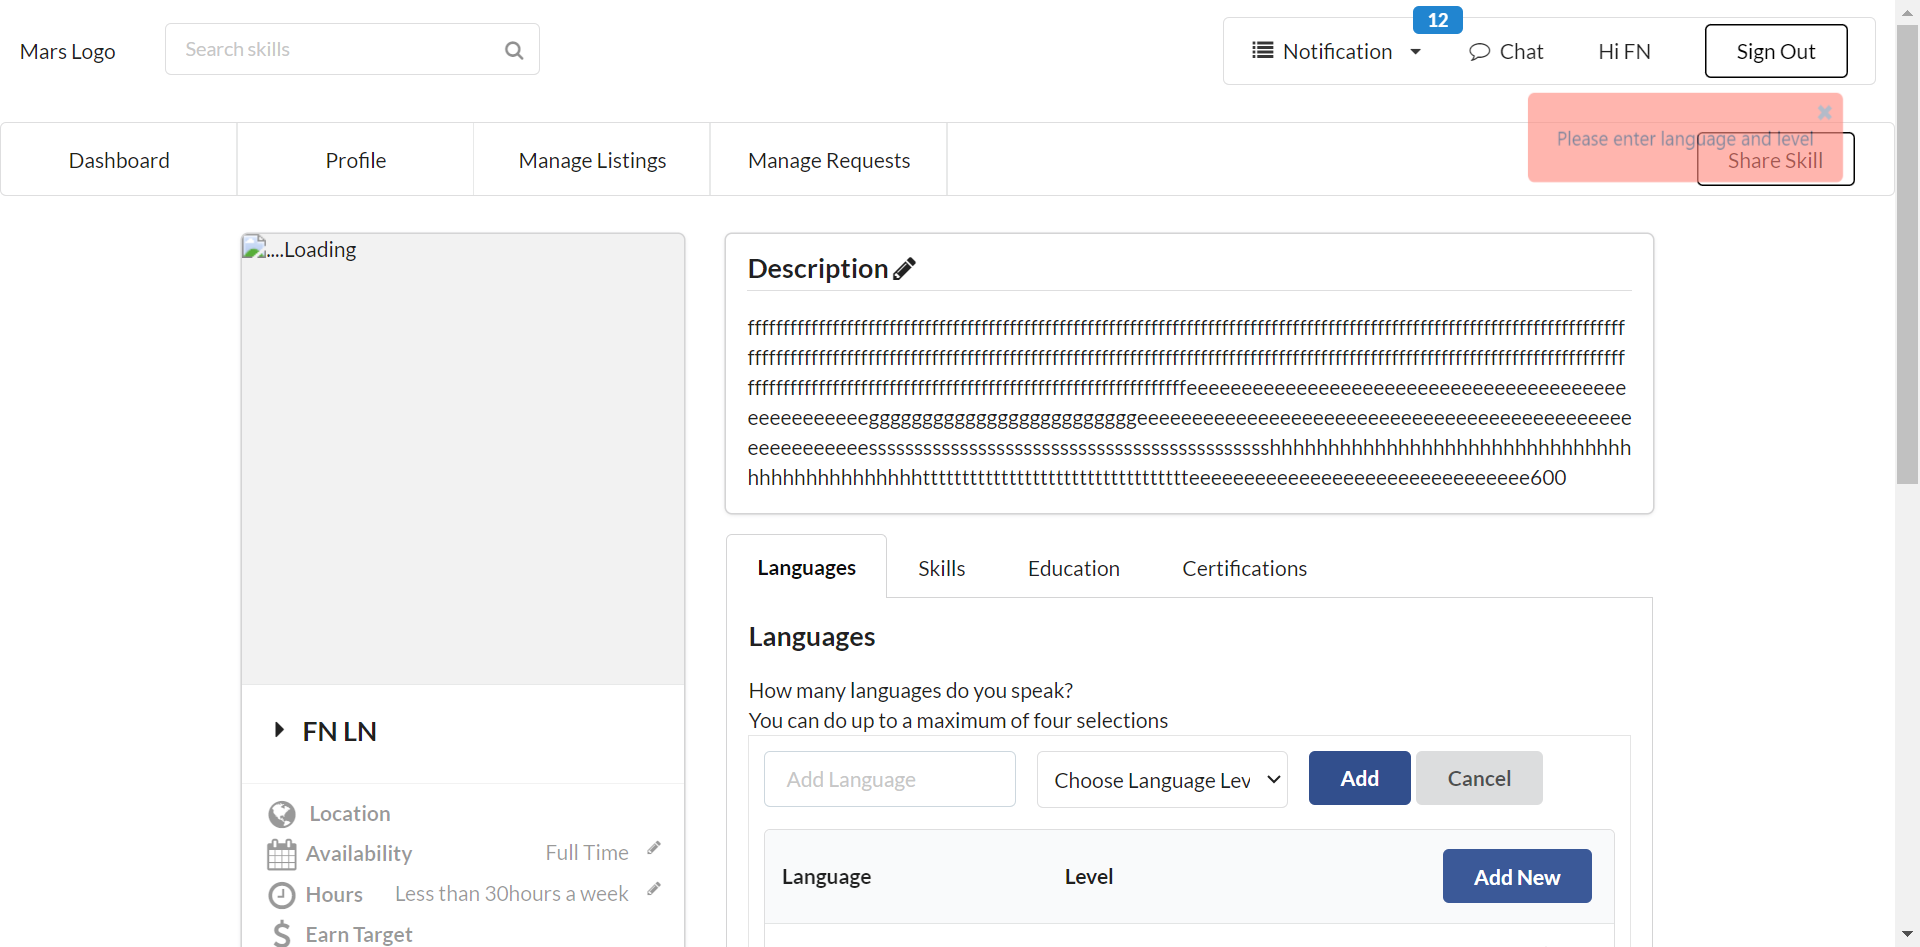 12
Mars Logo
Search skills
Notification
Chat
Hi FN
Sign Out
Please enter language and level
Dashboard
Profile
Manage Listings
Manage Requests
Share Skill
....Loading
Description
Languages
Skills
Education
Certifications
Languages
How many languages do you speak?
You can do up to a maximum of four selections
Add Language
Choose Language Lev
Add
Cancel
Language
Level
Add New
FN LN
Location
Availability
Full Time
Hours
Less than 30hours a week
Earn Target